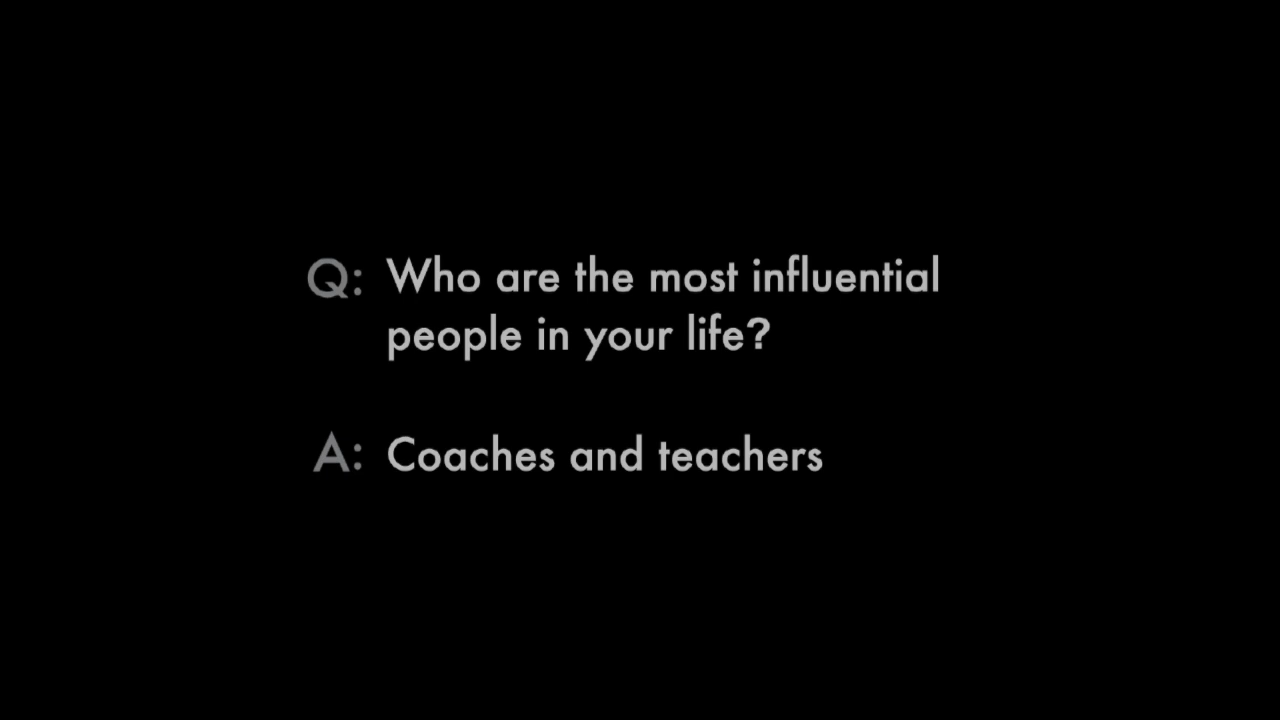 Q: Who are the most influential
people in your life?
A: Coaches and teachers